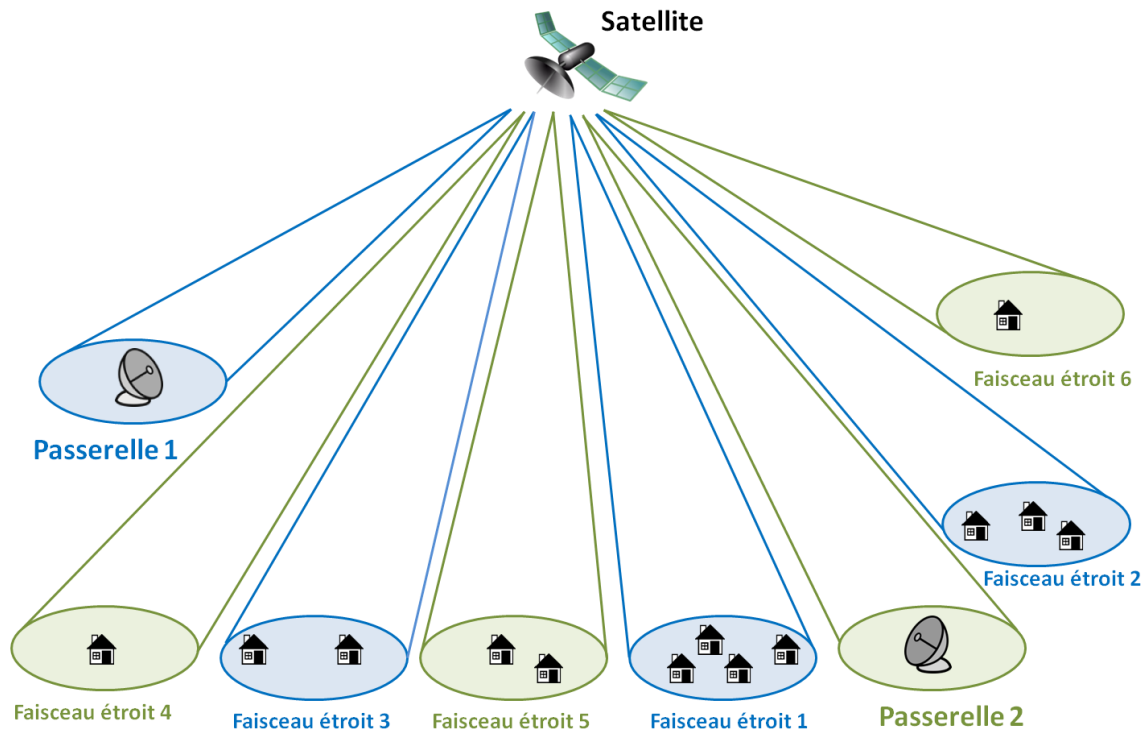 Satellite
Faisceau étroit 6
Passerelle 1
Faisceau étroit 2
Faisceau étroit 4
Faisceau étroit 3
Faisceau étroit 5
Faisceau étroit 1
Passerelle 2